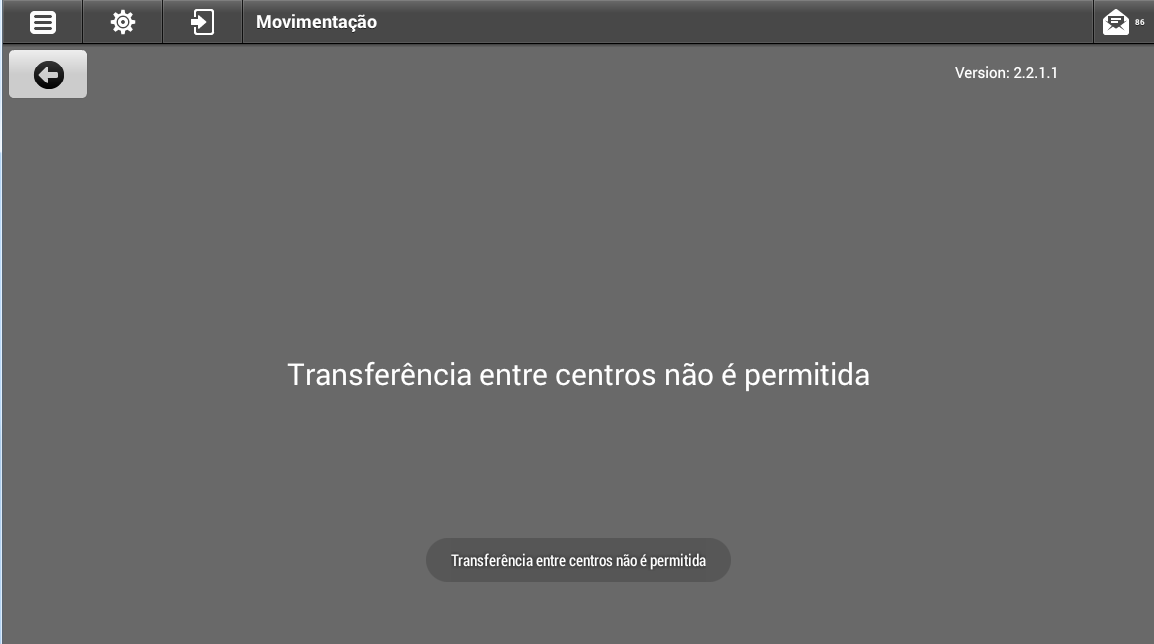 Movimentação
86
Version: 2.2.1.1
Transferência entre centros não é permitida
Transferência entre centros não é permitida